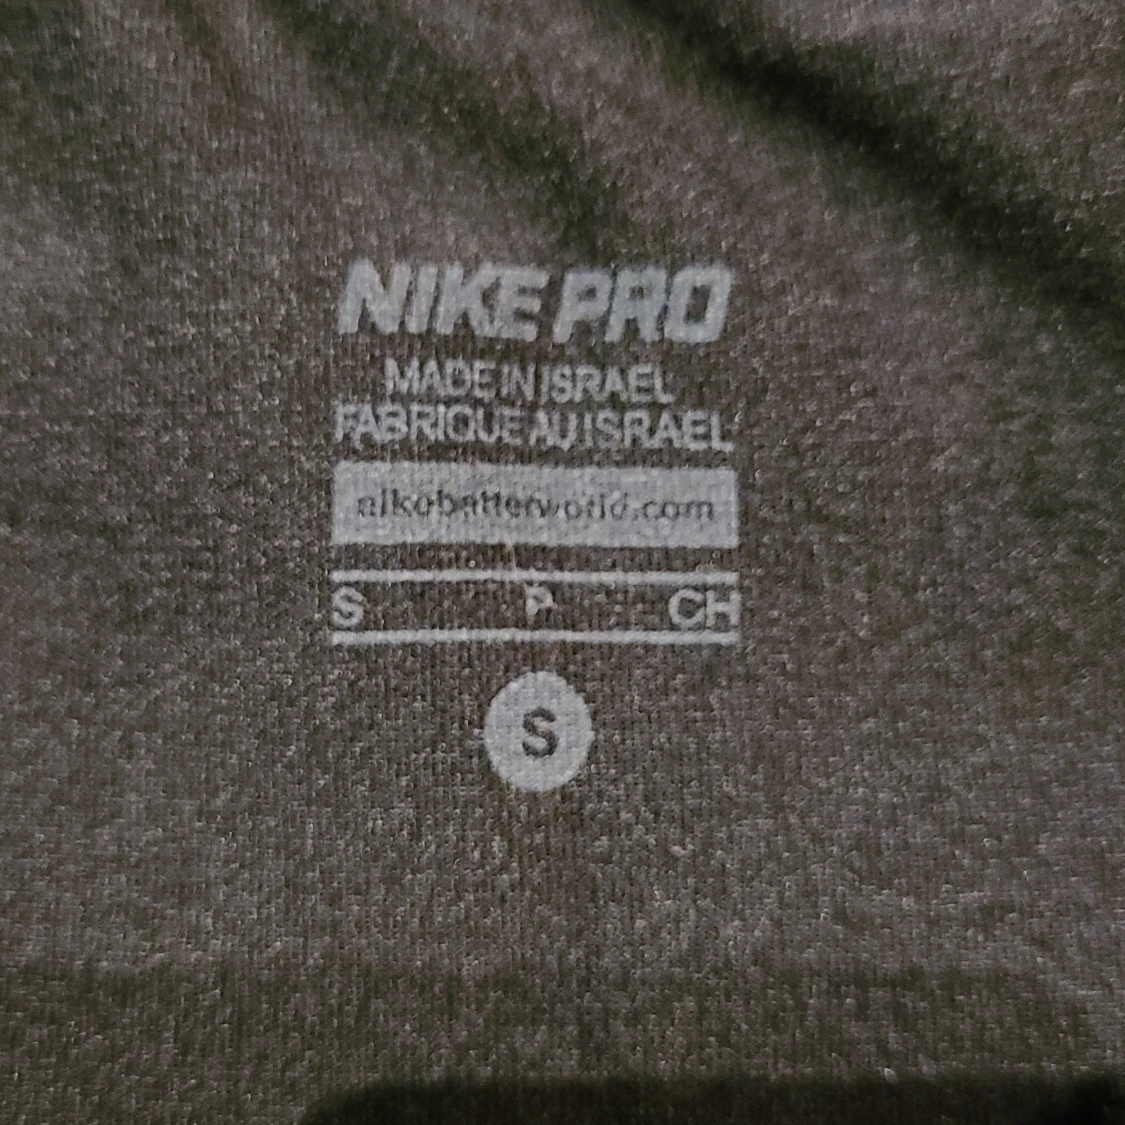 NIKE PRO
MADE IN ISRAEL
FABRIQUE AU ISRAEL
nikebetterworld.com
S P CH
S